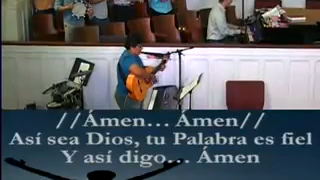 //Ámen... Ámen//
Así sea Dios, tu Palabra es fiel
Y así digo... Ámen